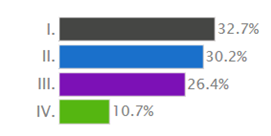 I. 32.7%
II. 30.2%
III. 26.4%
IV. 10.7%